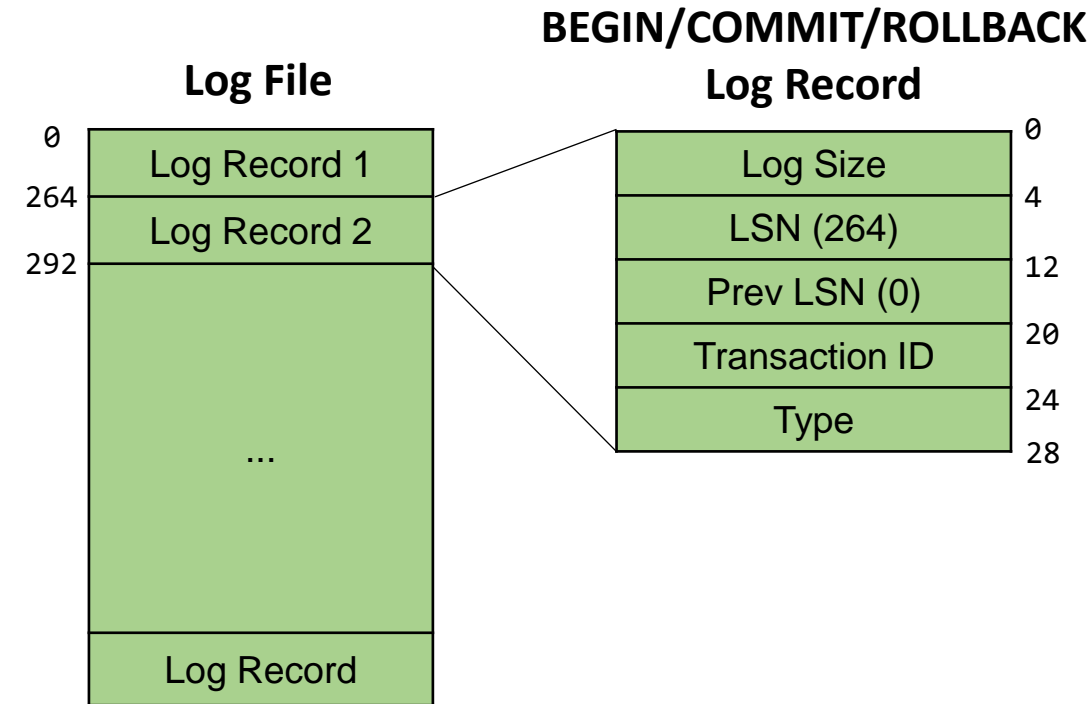 BEGIN/COMMIT/ROLLBACK
Log File
Log Record
0
Log Record 1
264
Log Record 2
292
...
Log Record
0
Log Size
4
LSN (264)
12
Prev LSN (0)
20
Transaction ID
24
Type
28